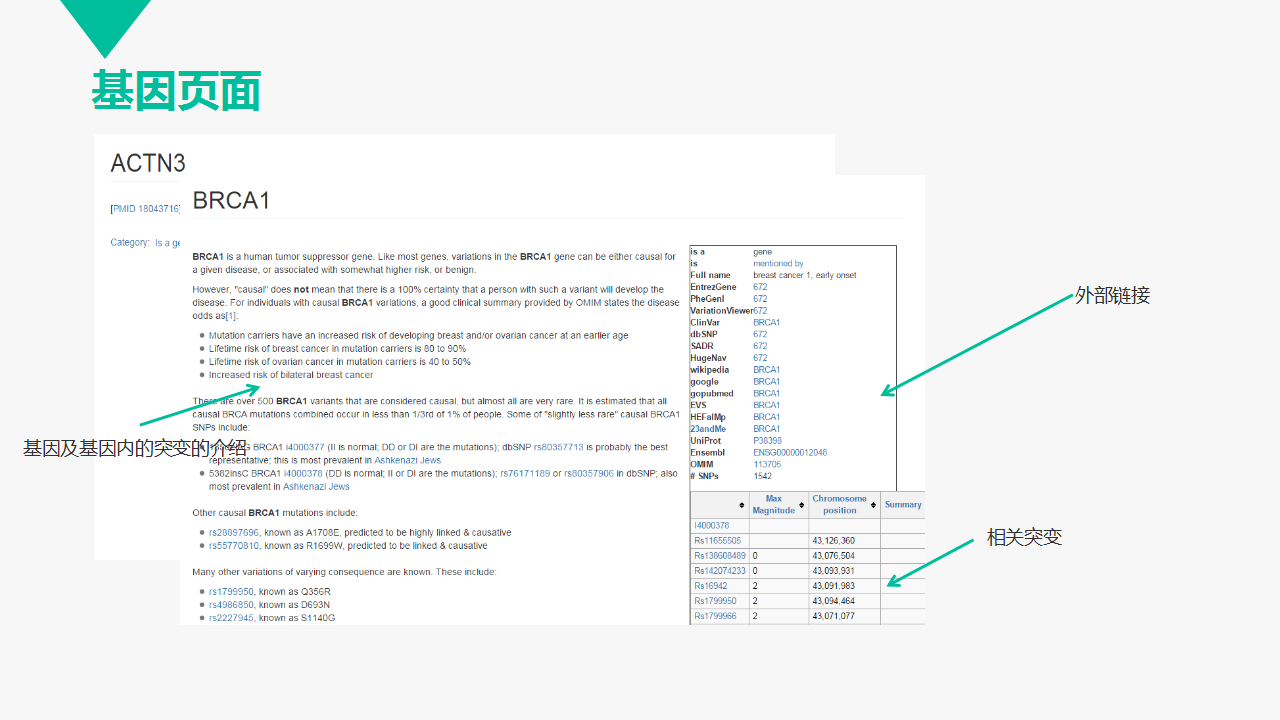 基因页面
ACTN3
[PMID 18043716]
Category: Is a ge
BRCA1
BRCA1 is a human tumor suppressor gene. Like most genes, variations in the BRCA1 gene can be either causal for
a given disease, or associated with somewhat higher risk, or benign.
However, "causal" does not mean that there is a 100% certainty that a person with such a variant will develop the
disease. For individuals with causal BRCA1 variations, a good clinical summary provided by OMIM states the disease
odds as[1]:
Mutation carriers have an increased risk of developing breast and/or ovarian cancer at an earlier age
Lifetime risk of breast cancer in mutation carriers is 80 to 90%
Lifetime risk of ovarian cancer in mutation carriers is 40 to 50%
Increased risk of bilateral breast cancer
There are over 500 BRCA1 variants that are considered causal, but almost all are very rare. It is estimated that all
causal BRCA mutations combined occur in less than 1/3rd of 1% of people. Some of "slightly less rare" causal BRCA1
SNPs include:
BRCA1 i4000377 (II is normal; DD or DI are the mutations); dbSNP rs80357713 is probably the best
representative; this is most prevalent in Ashkenazi Jews
5382insC BRCA1 i4000378 (DD is normal; II or DI are the mutations); rs76171189 or rs80357906 in dbSNP; also
most prevalent in Ashkenazi Jews
Other causal BRCA1 mutations include:
rs28897696, known as A1708E, predicted to be highly linked & causative
rs55770810, known as R1699W, predicted to be linked & causative
Many other variations of varying consequence are known. These include:
rs1799950, known as Q356R
rs4986850, known as D693N
rs2227945, known as S1140G
is a gene
is mentioned by
Full name breast cancer 1, early onset
EntrezGene 672
PheGenI 672
VariationViewer 672
ClinVar BRCA1
dbSNP 672
SADR 672
HugeNav 672
wikipedia BRCA1
google BRCA1
gopubmed BRCA1
EVS BRCA1
HEFalMp BRCA1
23andMe BRCA1
UniProt P38398
Ensembl ENSG00000012048
OMIM 113705
# SNPs 1542
Max Magnitude Chromosome position Summary
I4000378
Rs11655505 43,126,360
Rs138608489 0 43,076,504
Rs142074233 0 43,093,931
Rs16942 2 43,091,983
Rs1799950 2 43,094,464
Rs1799966 2 43,071,077
基因及基因内的突变的介绍
外部链接
相关突变